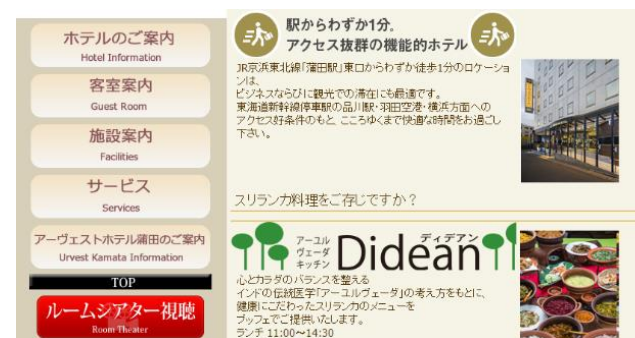 ホテルのご案内
Hotel Information
客室案内
Guest Room
施設案内
Facilities
サービス
Services
アーヴェストホテル蒲田のご案内
Urvest Kamata Information
TOP
ルームシアター視聴
Room Theater
駅からわずか1分。
アクセス抜群の機能的ホテル
JR京浜東北線「蒲田駅」東口からわずか徒歩1分のロケーショ
ンは、
ビジネスならびに観光での滞在にも最適です。
東海道新幹線停車駅の品川駅・羽田空港・横浜方面への
アクセス好条件のもと、こころゆくまで快適な時間をお過ごし
下さい。
スリランカ料理をご存じですか？
アーユル
ヴェーダ
キッチン
ディデアン
Didean
心とカラダのバランスを整える
インドの伝統医学「アーユルヴェーダ」の考え方をもとに、
健康にこだわったスリランカのメニューを
ブッフェでご提供いたします。
ランチ 11:00～14:30